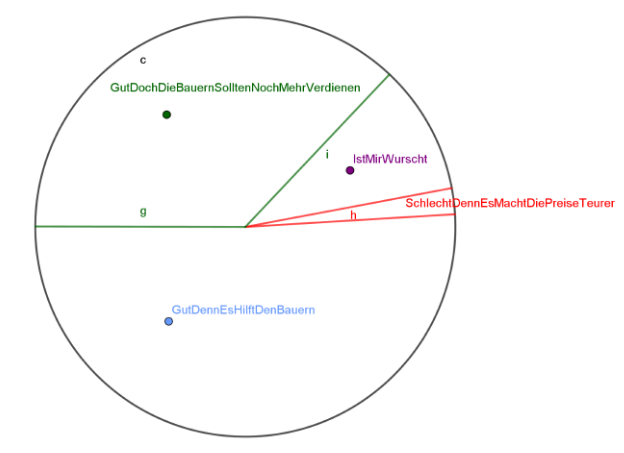 c
GutDochDieBauernSolltenNochMehrVerdienen
i
IstMirWurscht
SchlechtDennEsMachtDiePreiseTeurer
g
h
GutDennEsHilftDenBauern